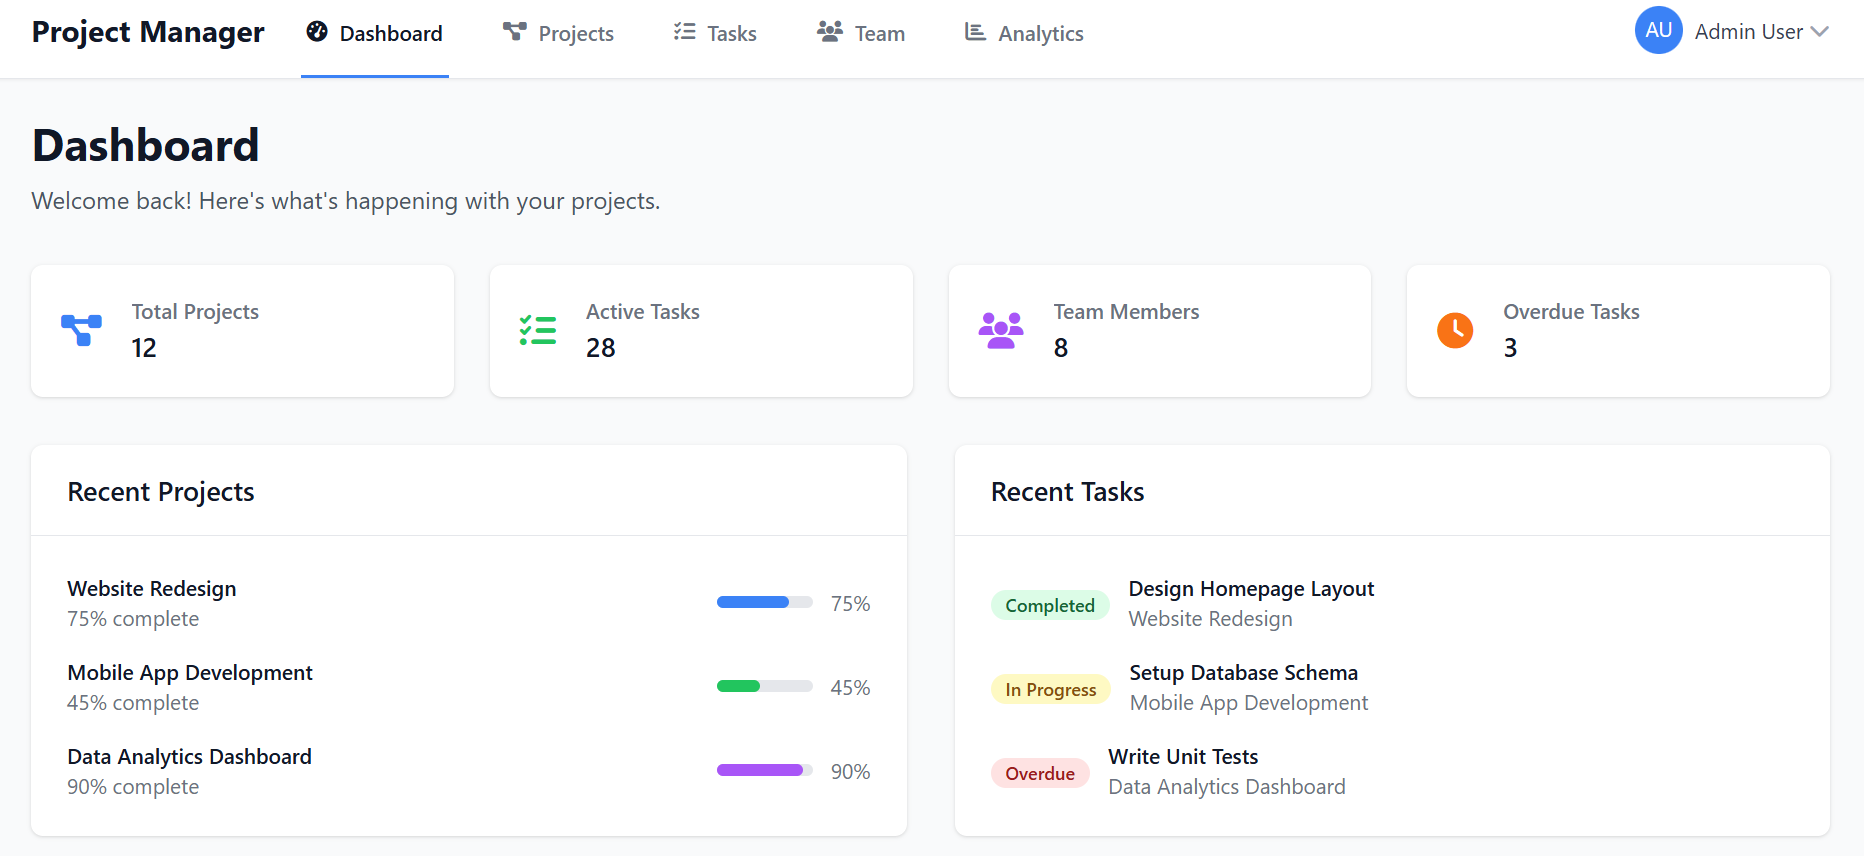 Project Manager
Dashboard
Projects
Tasks
Team
Analytics
AU
Admin User
Dashboard
Welcome back! Here's what's happening with your projects.
Total Projects
12
Active Tasks
28
Team Members
8
Overdue Tasks
3
Recent Projects
Website Redesign
75% complete
75%
Mobile App Development
45% complete
45%
Data Analytics Dashboard
90% complete
90%
Recent Tasks
Completed
Design Homepage Layout
Website Redesign
In Progress
Setup Database Schema
Mobile App Development
Overdue
Write Unit Tests
Data Analytics Dashboard